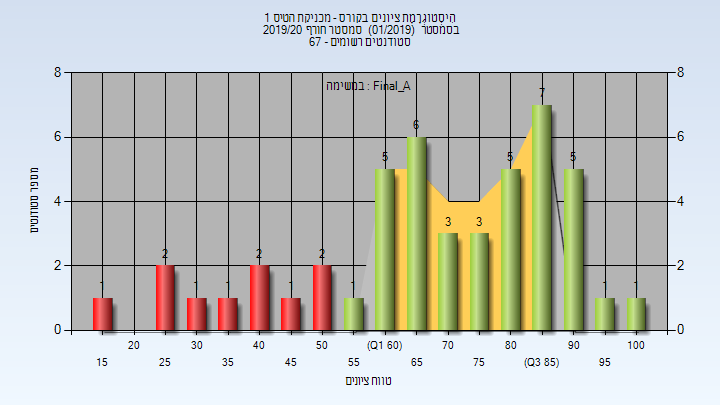 היסטוגרמת ציונים בקורס - מכניקת הטיס 1
בסמסטר (01/2019) סמסטר חורף 2019/20
סטודנטים רשומים - 67
במשימה : Final_A
מספר סטודנטים
8 8
6 6
4 4
2 2
0 0
1 2 1 1 2 1 2 1 5 6 3 3 5 7 5 1 1
20 30 40 50 (Q1 60) 70 80 90 100
15 25 35 45 55 65 75 (Q3 85) 95
טווח ציונים